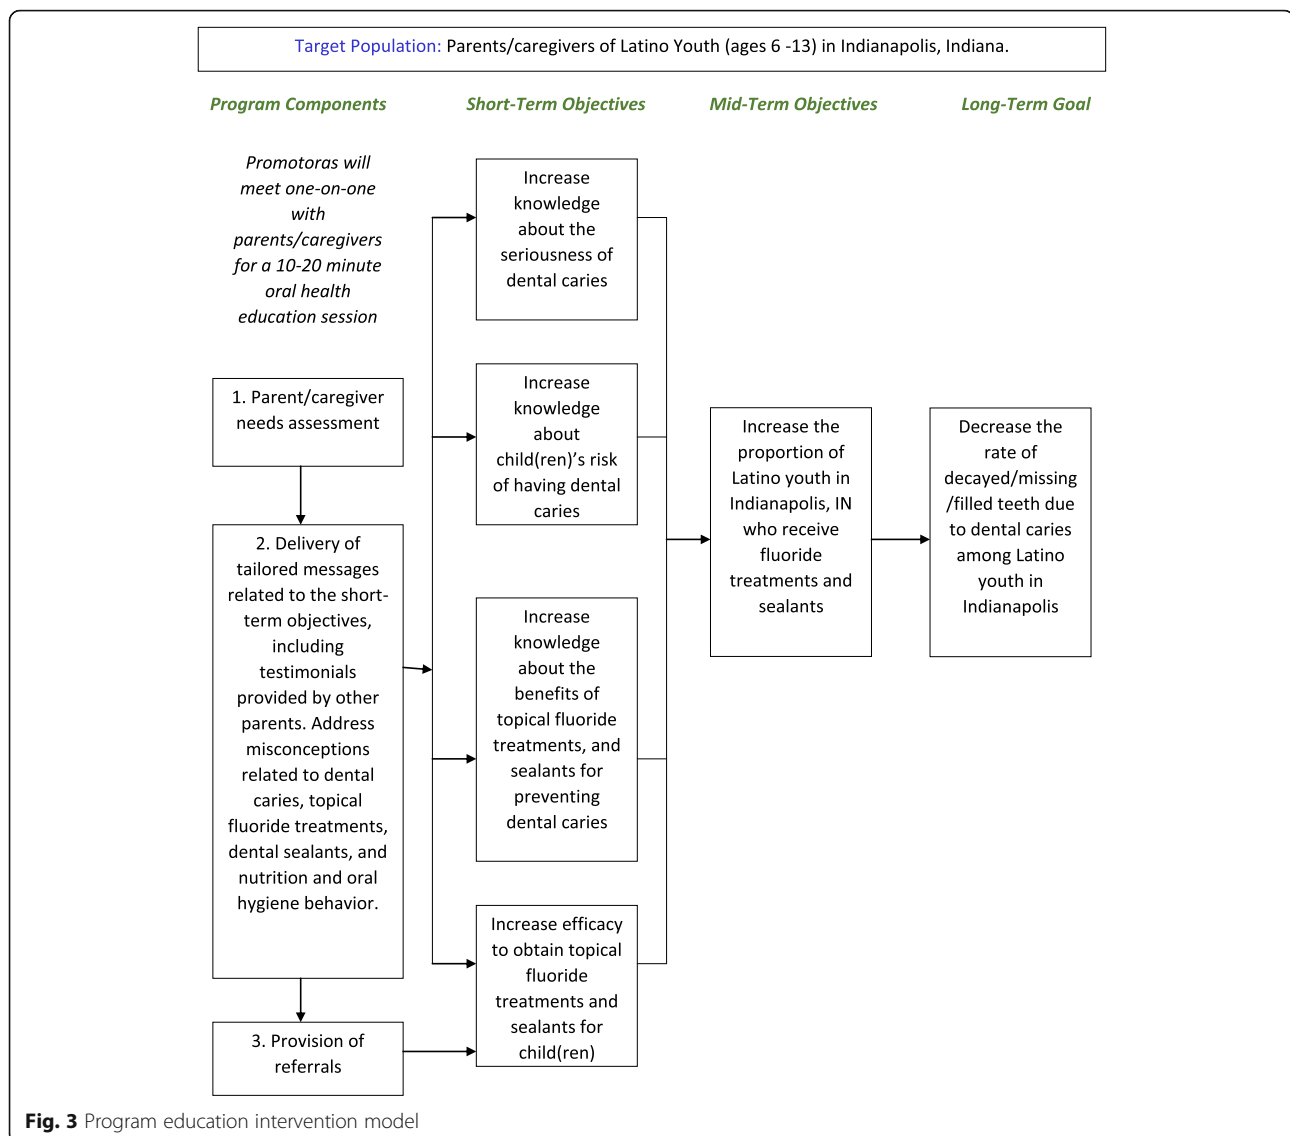 Target Population: Parents/caregivers of Latino Youth (ages 6 -13) in Indianapolis, Indiana.
Program Components
Short-Term Objectives
Mid-Term Objectives
Long-Term Goal
Promotoras will
meet one-on-one
with
parents/caregivers
for a 10-20 minute
oral health
education session
1. Parent/caregiver
needs assessment
2. Delivery of
tailored messages
related to the short-
term objectives,
including
testimonials
provided by other
parents. Address
misconceptions
related to dental
caries, topical
fluoride treatments,
dental sealants, and
nutrition and oral
hygiene behavior.
3. Provision of
referrals
Increase
knowledge
about the
seriousness of
dental caries
Increase
knowledge
about
child(ren)’s risk
of having dental
caries
Increase
knowledge
about the
benefits of
topical fluoride
treatments, and
sealants for
preventing
dental caries
Increase efficacy
to obtain topical
fluoride
treatments and
sealants for
child(ren)
Increase the
proportion of
Latino youth in
Indianapolis, IN
who receive
fluoride
treatments and
sealants
Decrease the
rate of
decayed/missing
/filled teeth due
to dental caries
among Latino
youth in
Indianapolis
Fig. 3 Program education intervention model